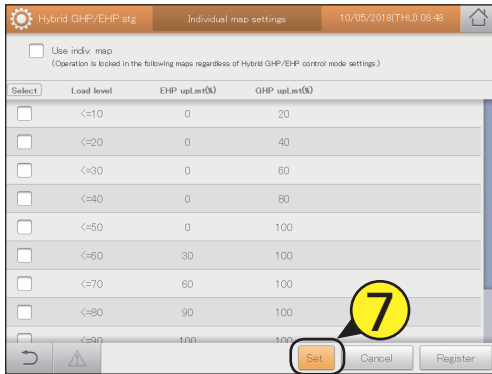 Hybrid GHP/EHP stg Individual map settings 10/05/2018(THU) 08:48
Use indiv. map
(Operation is locked in the following maps regardless of Hybrid GHP/EHP control mode settings.)
Select Load level EHP upLmt(%) GHP upLmt(%)
<=10 0 20
<=20 0 40
<=30 0 60
<=40 0 80
<=50 0 100
<=60 30 100
<=70 60 100
<=80 90 100
<=90 100 100
7
Set. Cancel Register